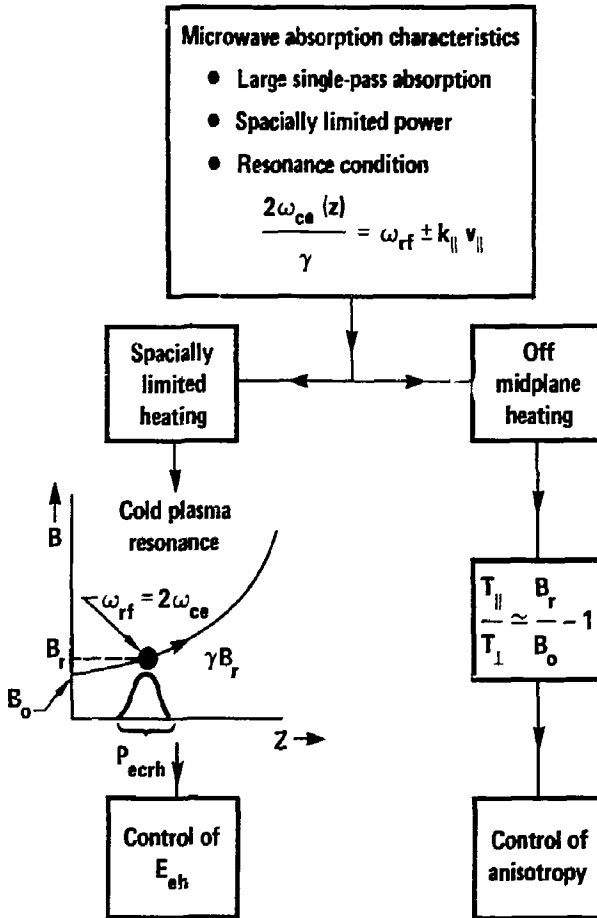 Microwave absorption characteristics
● Large single-pass absorption
● Spacially limited power
● Resonance condition
2ω_ce (z) / γ = ω_rf ± k_∥ v_∥
Spacially
limited
heating
Off
midplane
heating
Cold plasma
resonance
B
ω_rf = 2ω_ce
B_r
γB_r
B_o
Z
P_ecrh
T_∥ / T_⊥ ≃ B_r / B_o − 1
Control of
E_eh
Control of
anisotropy